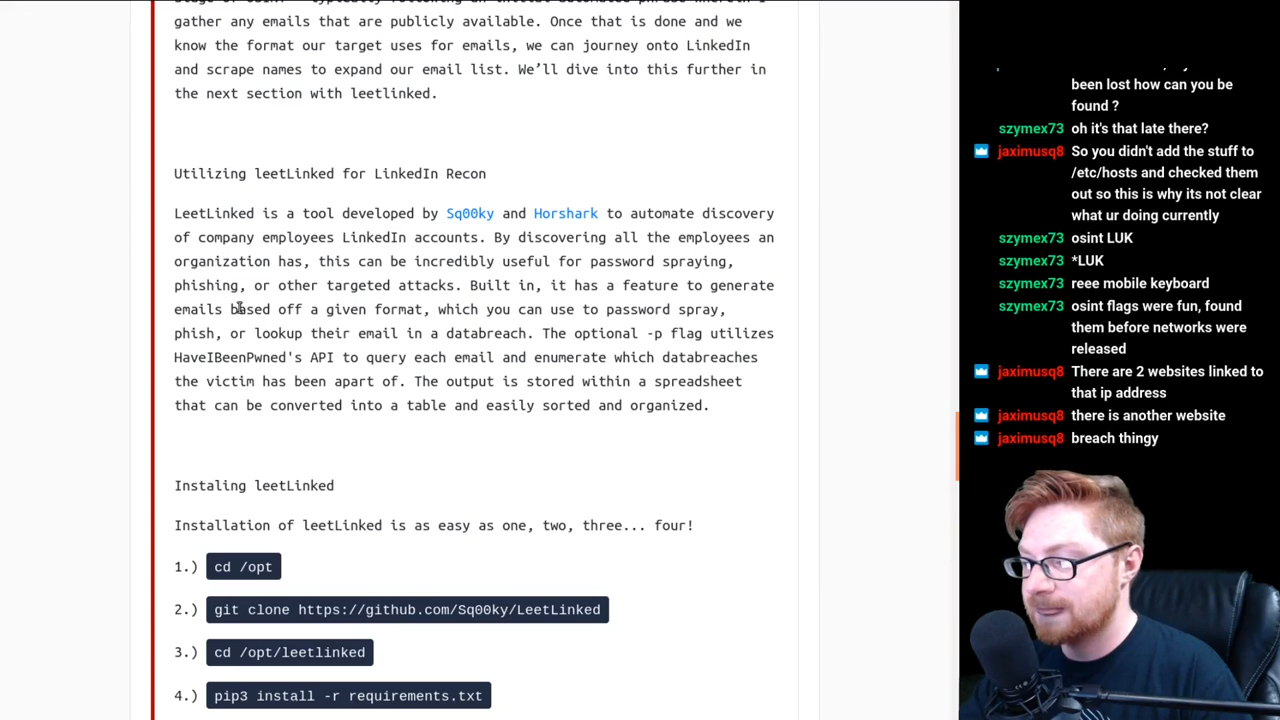 gather any emails that are publicly available. Once that is done and we
know the format our target uses for emails, we can journey onto LinkedIn
and scrape names to expand our email list. We’ll dive into this further in
the next section with leetlinked.
Utilizing leetLinked for LinkedIn Recon
LeetLinked is a tool developed by Sq00ky and Horshark to automate discovery
of company employees LinkedIn accounts. By discovering all the employees an
organization has, this can be incredibly useful for password spraying,
phishing, or other targeted attacks. Built in, it has a feature to generate
emails based off a given format, which you can use to password spray,
phish, or lookup their email in a databreach. The optional -p flag utilizes
HaveIBeenPwned's API to query each email and enumerate which databreaches
the victim has been apart of. The output is stored within a spreadsheet
that can be converted into a table and easily sorted and organized.
Instaling leetLinked
Installation of leetLinked is as easy as one, two, three... four!
1.) cd /opt
2.) git clone https://github.com/Sq00ky/LeetLinked
3.) cd /opt/leetlinked
4.) pip3 install -r requirements.txt
been lost how can you be
found ?
szymex73 oh it's that late there?
jaximusq8 So you didn't add the stuff to
/etc/hosts and checked them
out so this is why its not clear
what ur doing currently
szymex73 osint LUK
szymex73 *LUK
szymex73 reee mobile keyboard
szymex73 osint flags were fun, found
them before networks were
released
jaximusq8 There are 2 websites linked to
that ip address
jaximusq8 there is another website
jaximusq8 breach thingy